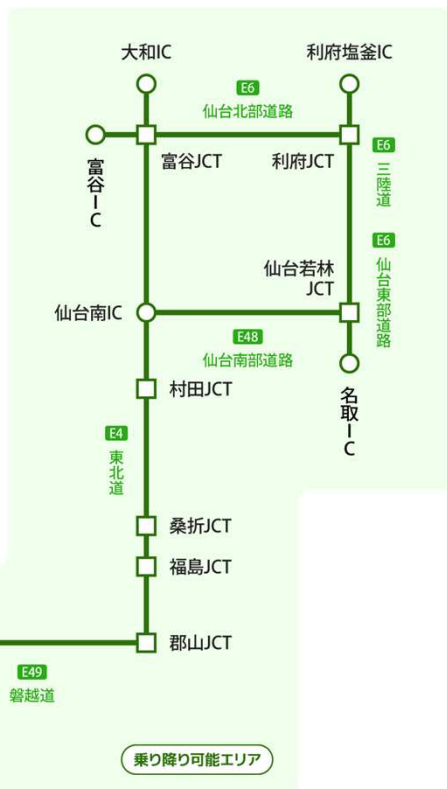 大和IC
利府塩釜IC
E6
仙台北部道路
富谷IC
富谷JCT
利府JCT
E6
三陸道
E6
仙台東部道路
仙台若林
JCT
仙台南IC
E48
仙台南部道路
村田JCT
名取IC
E4
東北道
桑折JCT
福島JCT
郡山JCT
E49
磐越道
乗り降り可能エリア